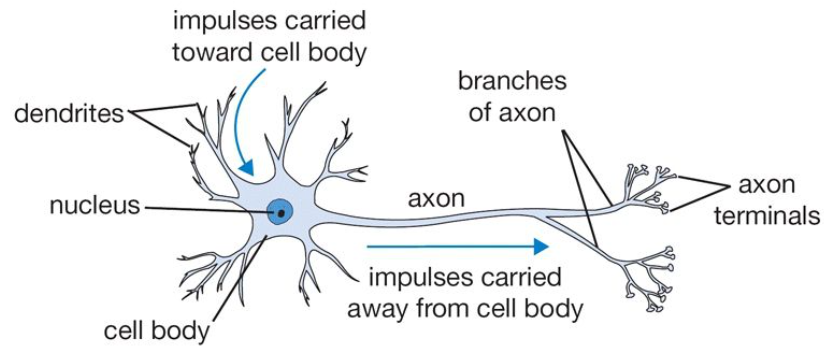 impulses carried
toward cell body
branches
of axon
dendrites
nucleus
axon
axon
terminals
impulses carried
away from cell body
cell body